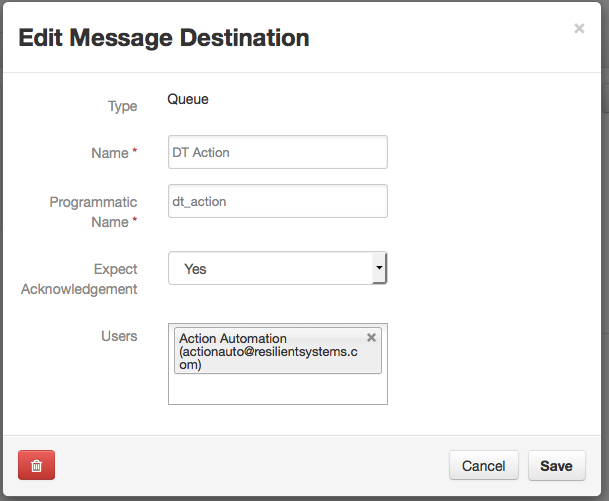 Edit Message Destination
×
Type
Queue
Name *
DT Action
Programmatic
Name *
dt_action
Expect
Acknowledgement
Yes
Users
Action Automation
(actionauto@resilientsystems.c
om)
Cancel
Save